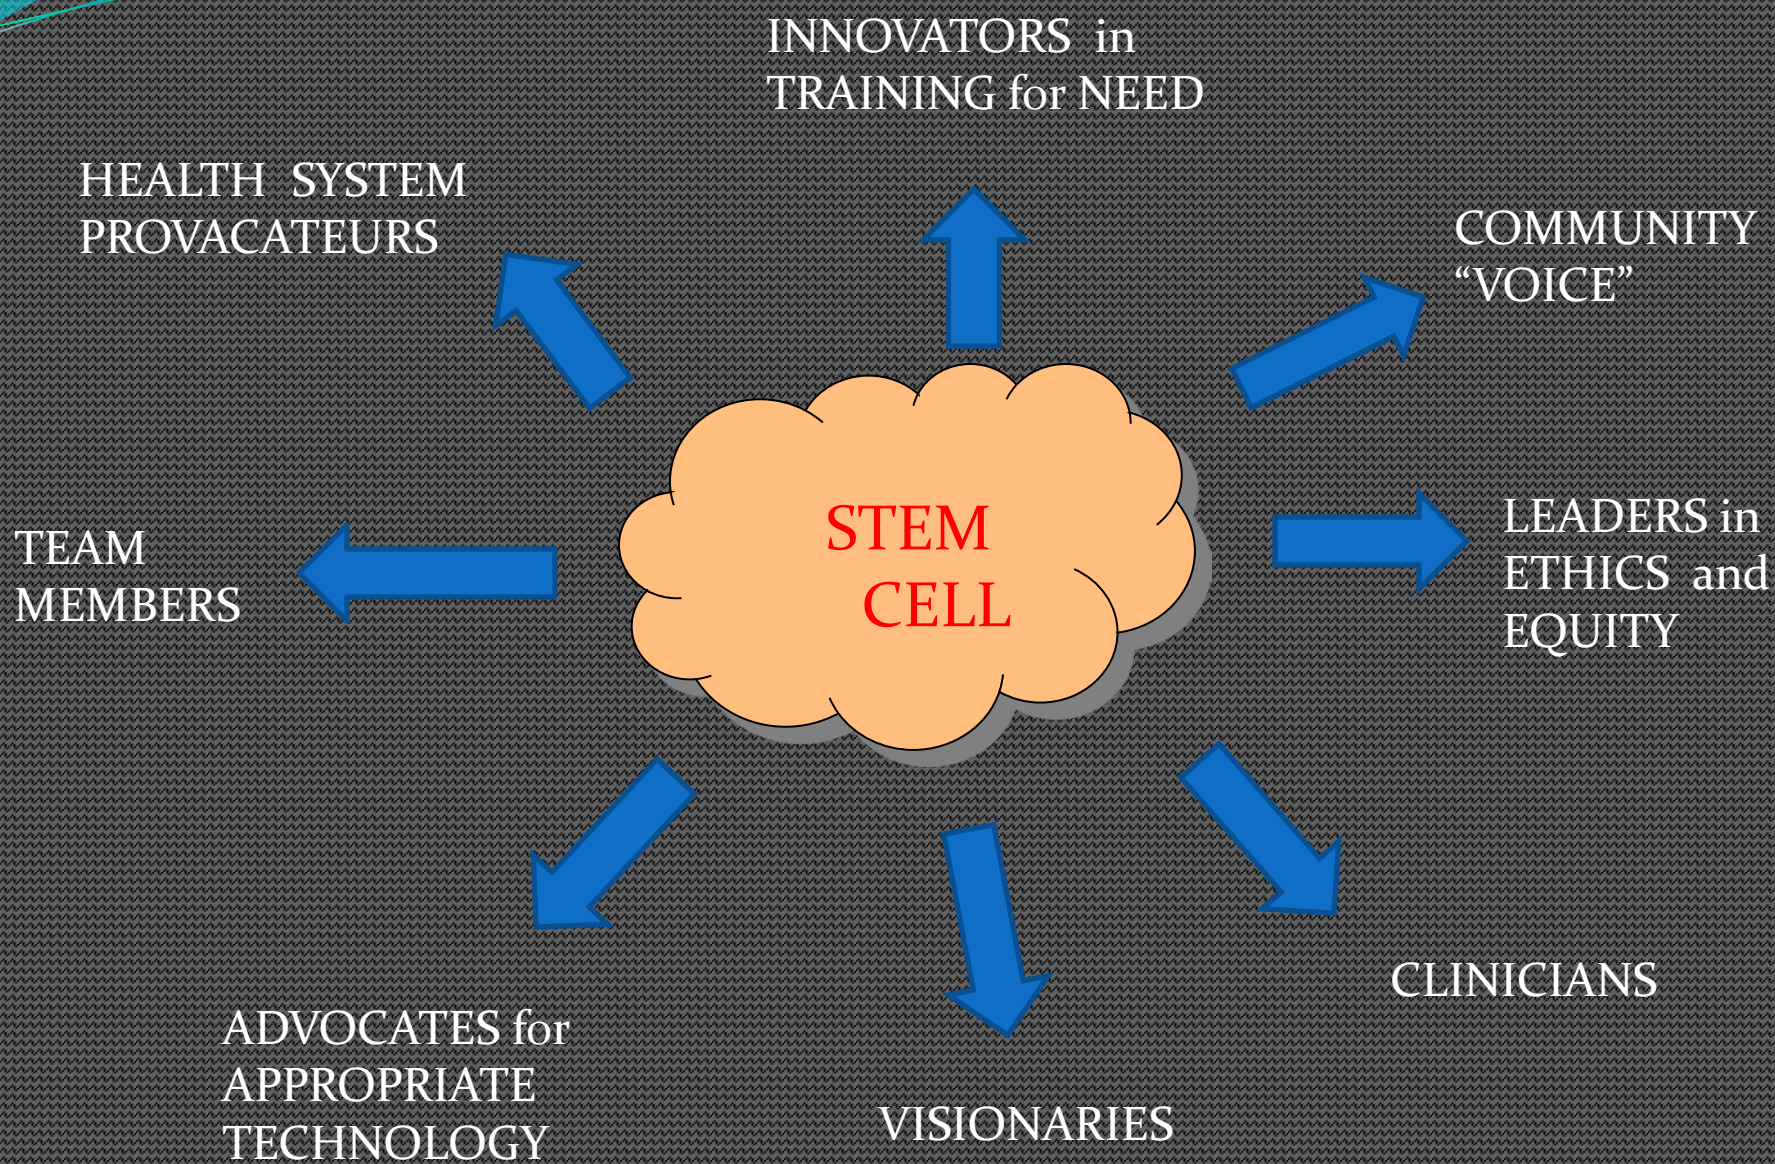 INNOVATORS in
TRAINING for NEED
HEALTH SYSTEM
PROVACATEURS
COMMUNITY
“VOICE”
STEM
CELL
LEADERS in
ETHICS and
EQUITY
TEAM
MEMBERS
CLINICIANS
ADVOCATES for
APPROPRIATE
TECHNOLOGY
VISIONARIES